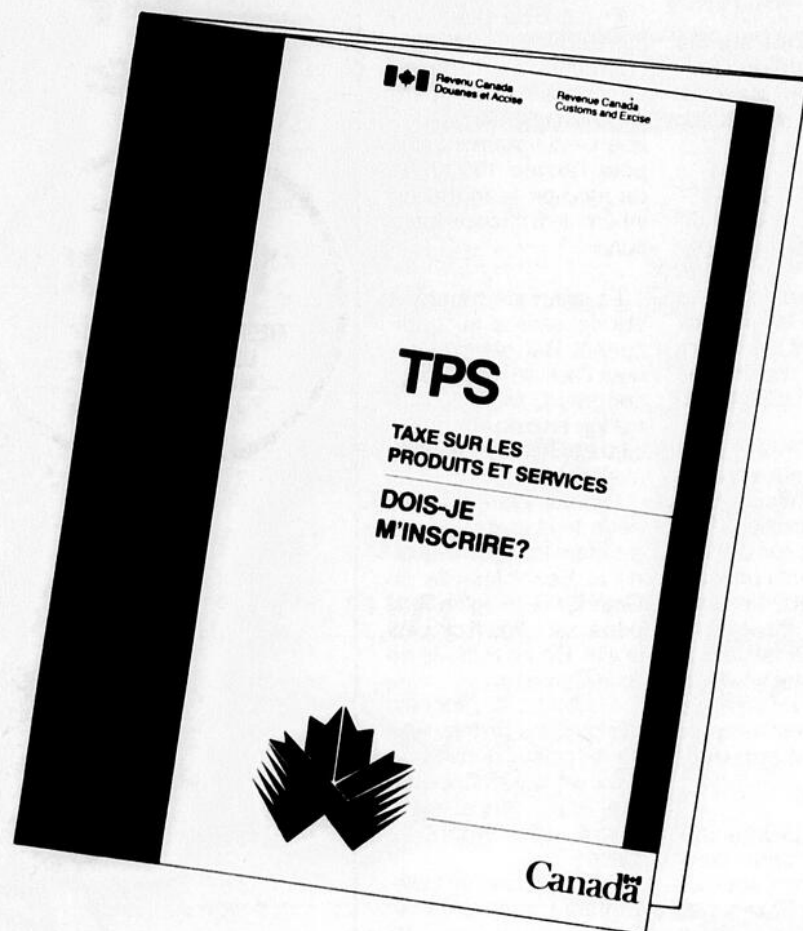 Revenu Canada
Douanes et Accise
Revenue Canada
Customs and Excise
TPS
TAXE SUR LES
PRODUITS ET SERVICES
DOIS-JE
M'INSCRIRE?
Canada